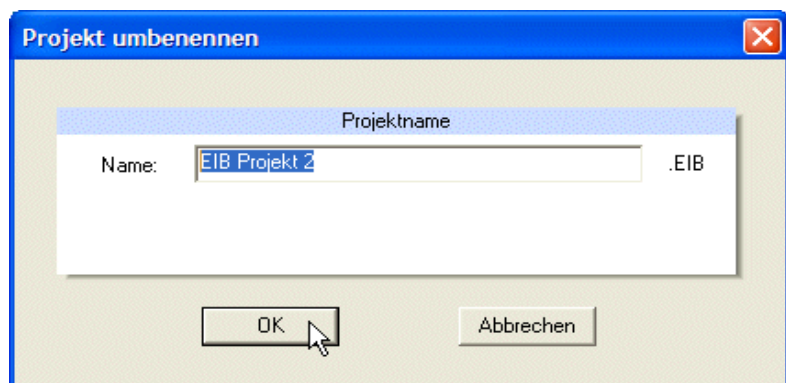 Projekt umbenennen
Projektname
Name: EIB Projekt 2 .EIB
OK Abbrechen